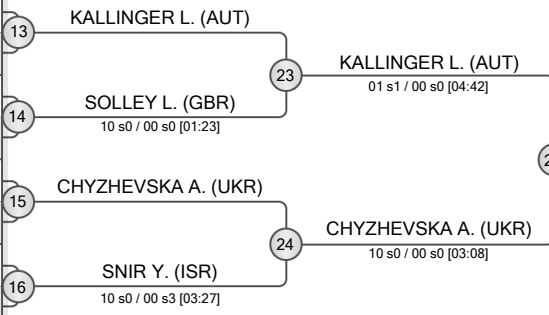 13
KALLINGER L. (AUT)
23
KALLINGER L. (AUT)
01 s1 / 00 s0 [04:42]
14
SOLLEY L. (GBR)
10 s0 / 00 s0 [01:23]
15
CHYZHEVSKA A. (UKR)
24
CHYZHEVSKA A. (UKR)
10 s0 / 00 s0 [03:08]
16
SNIR Y. (ISR)
10 s0 / 00 s3 [03:27]